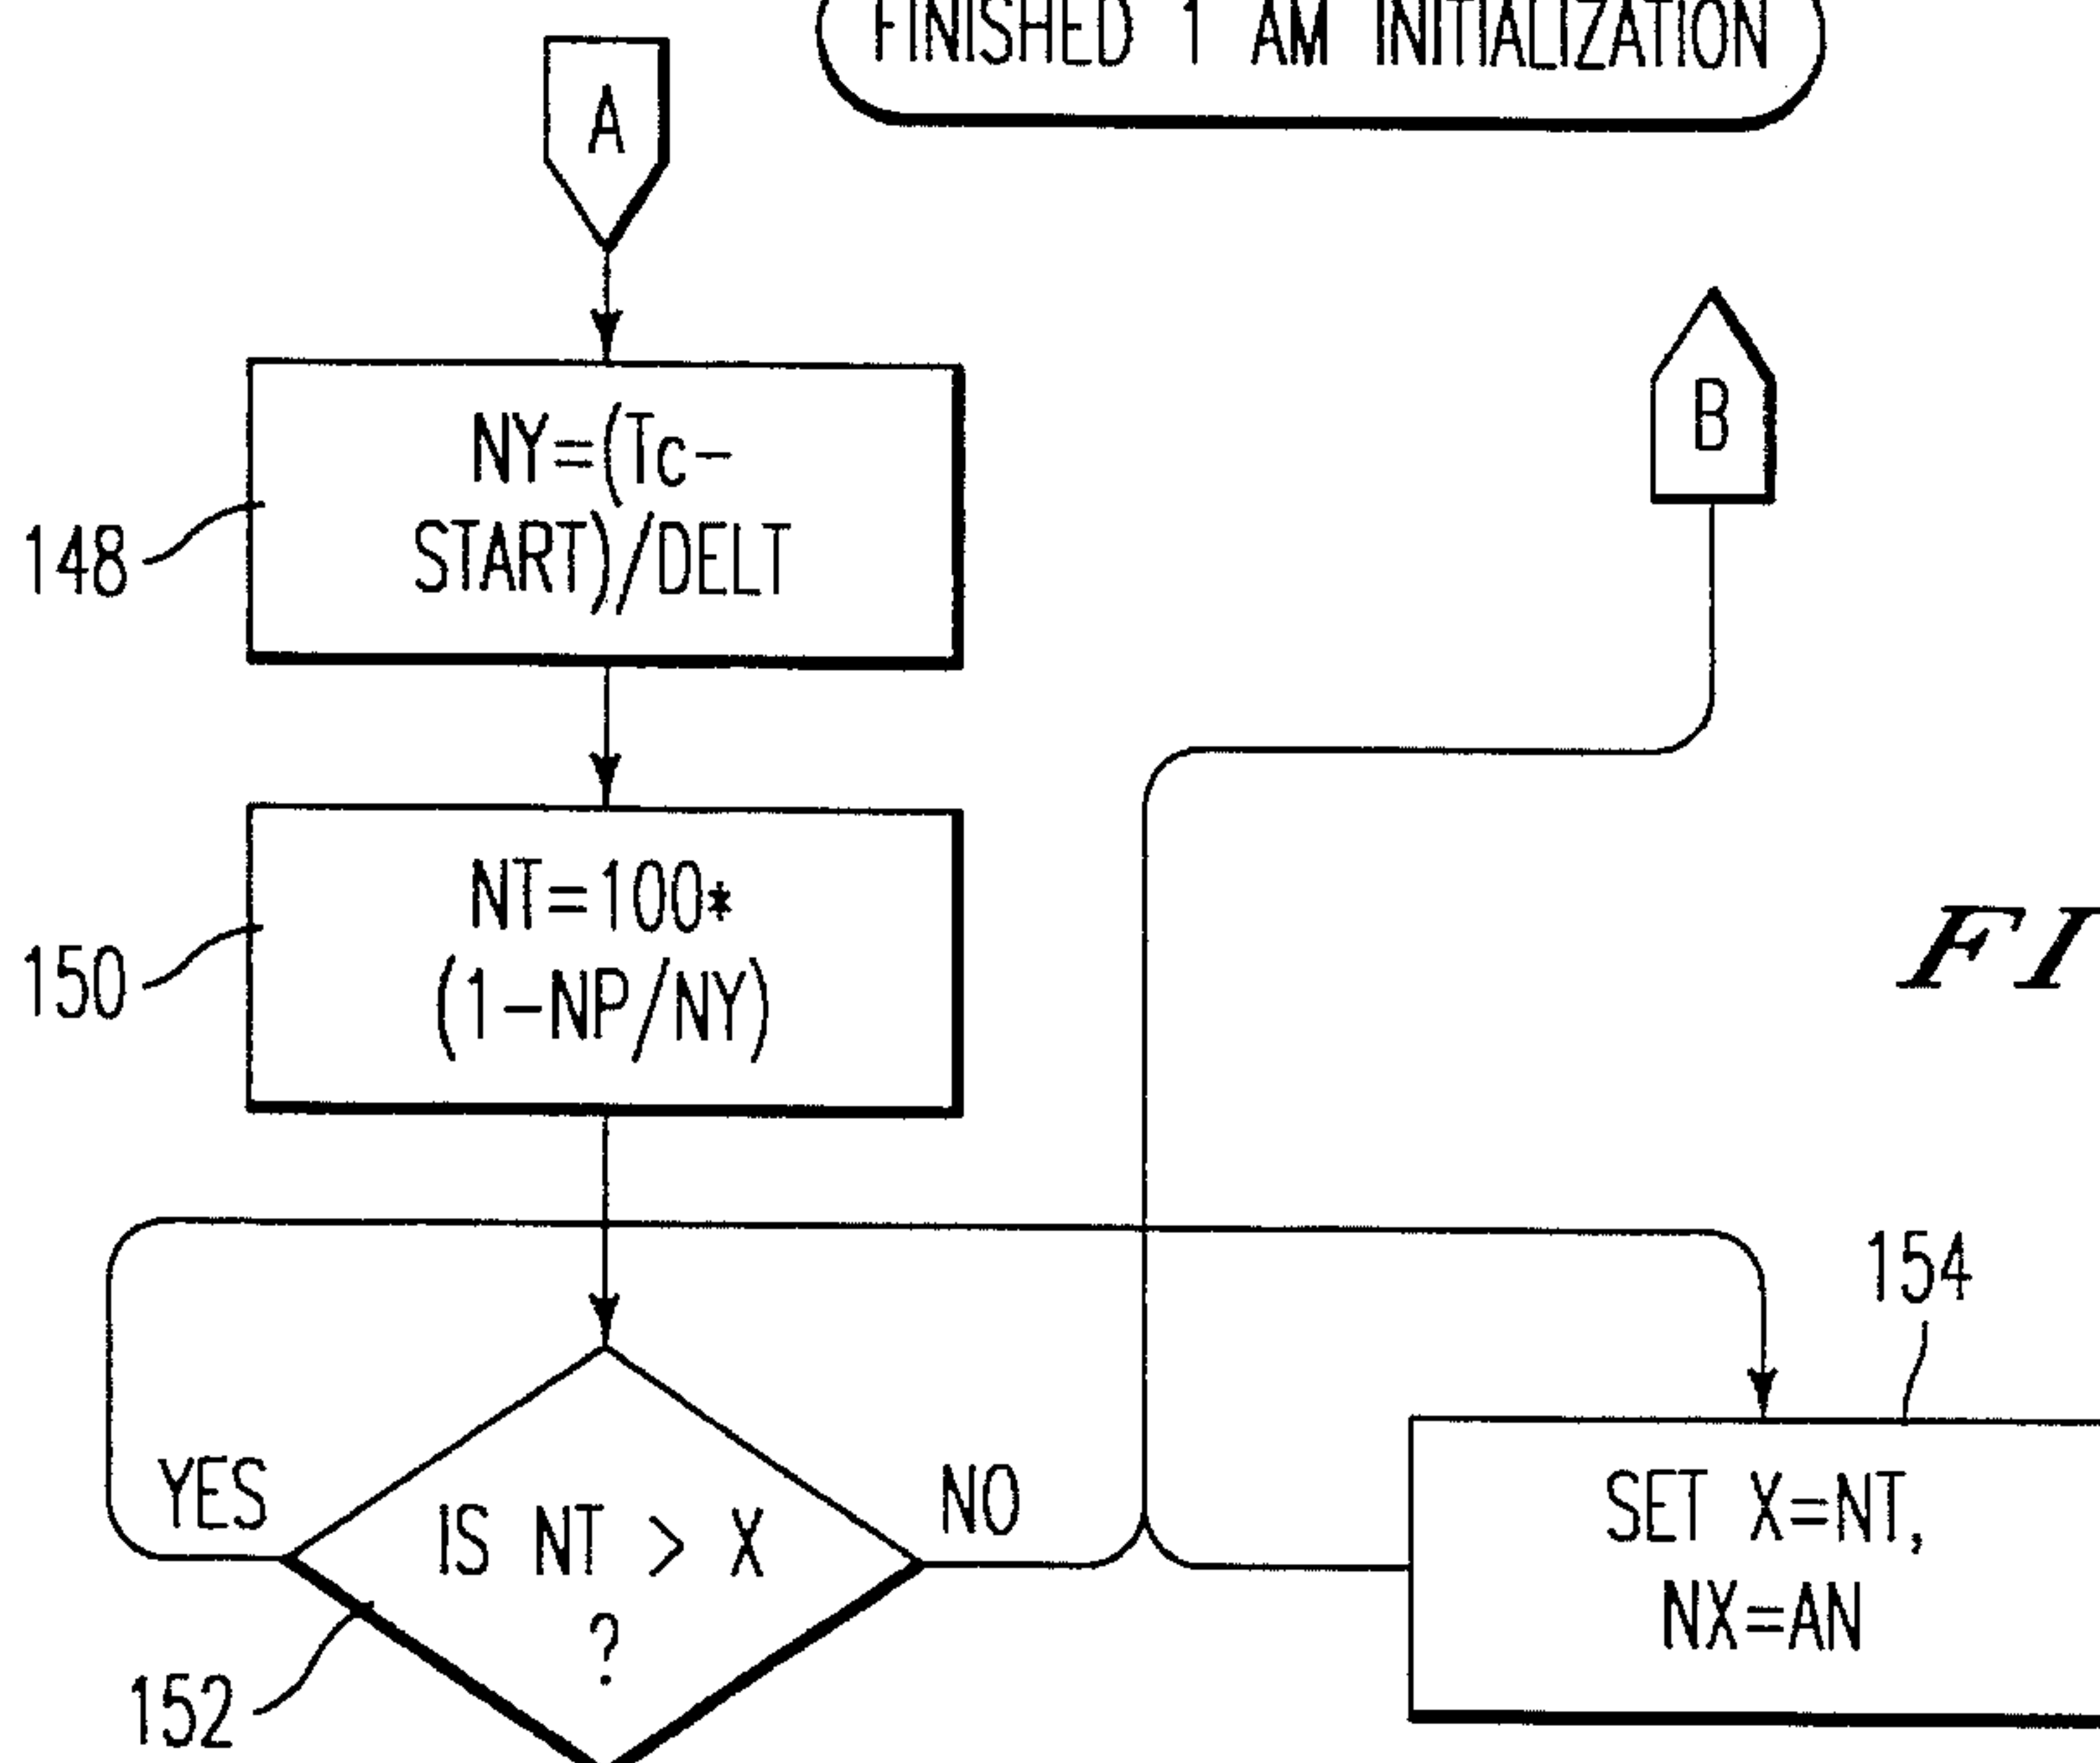 FINISHED 1 AM INITIALIZATION
A
B
NY=(Tc-
START)/DELT
148
NT=100*
(1-NP/NY)
150
FI
154
YES
NO
IS NT > X
?
152
SET X=NT,
NX=AN